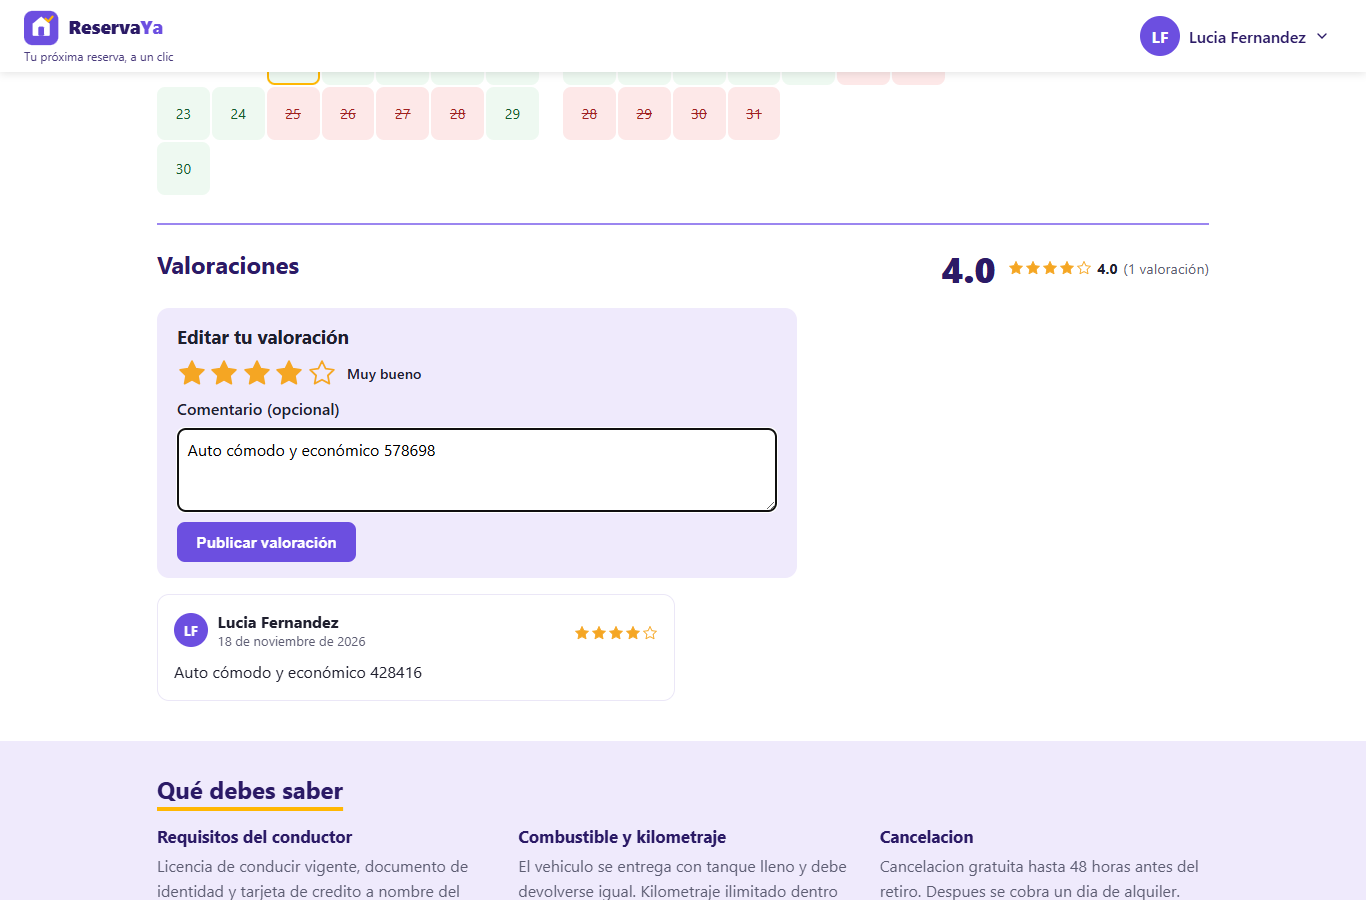 ReservaYa
Tu próxima reserva, a un clic
LF Lucia Fernandez
23 24 25 26 27 28 29 28 29 30 31
30
Valoraciones
4.0 4.0 (1 valoración)
Editar tu valoración
Muy bueno
Comentario (opcional)
Auto cómodo y económico 578698
Publicar valoración
LF Lucia Fernandez
18 de noviembre de 2026
Auto cómodo y económico 428416
Qué debes saber
Requisitos del conductor
Licencia de conducir vigente, documento de
identidad y tarjeta de credito a nombre del
Combustible y kilometraje
El vehiculo se entrega con tanque lleno y debe
devolverse igual. Kilometraje ilimitado dentro
Cancelacion
Cancelacion gratuita hasta 48 horas antes del
retiro. Despues se cobra un dia de alquiler.